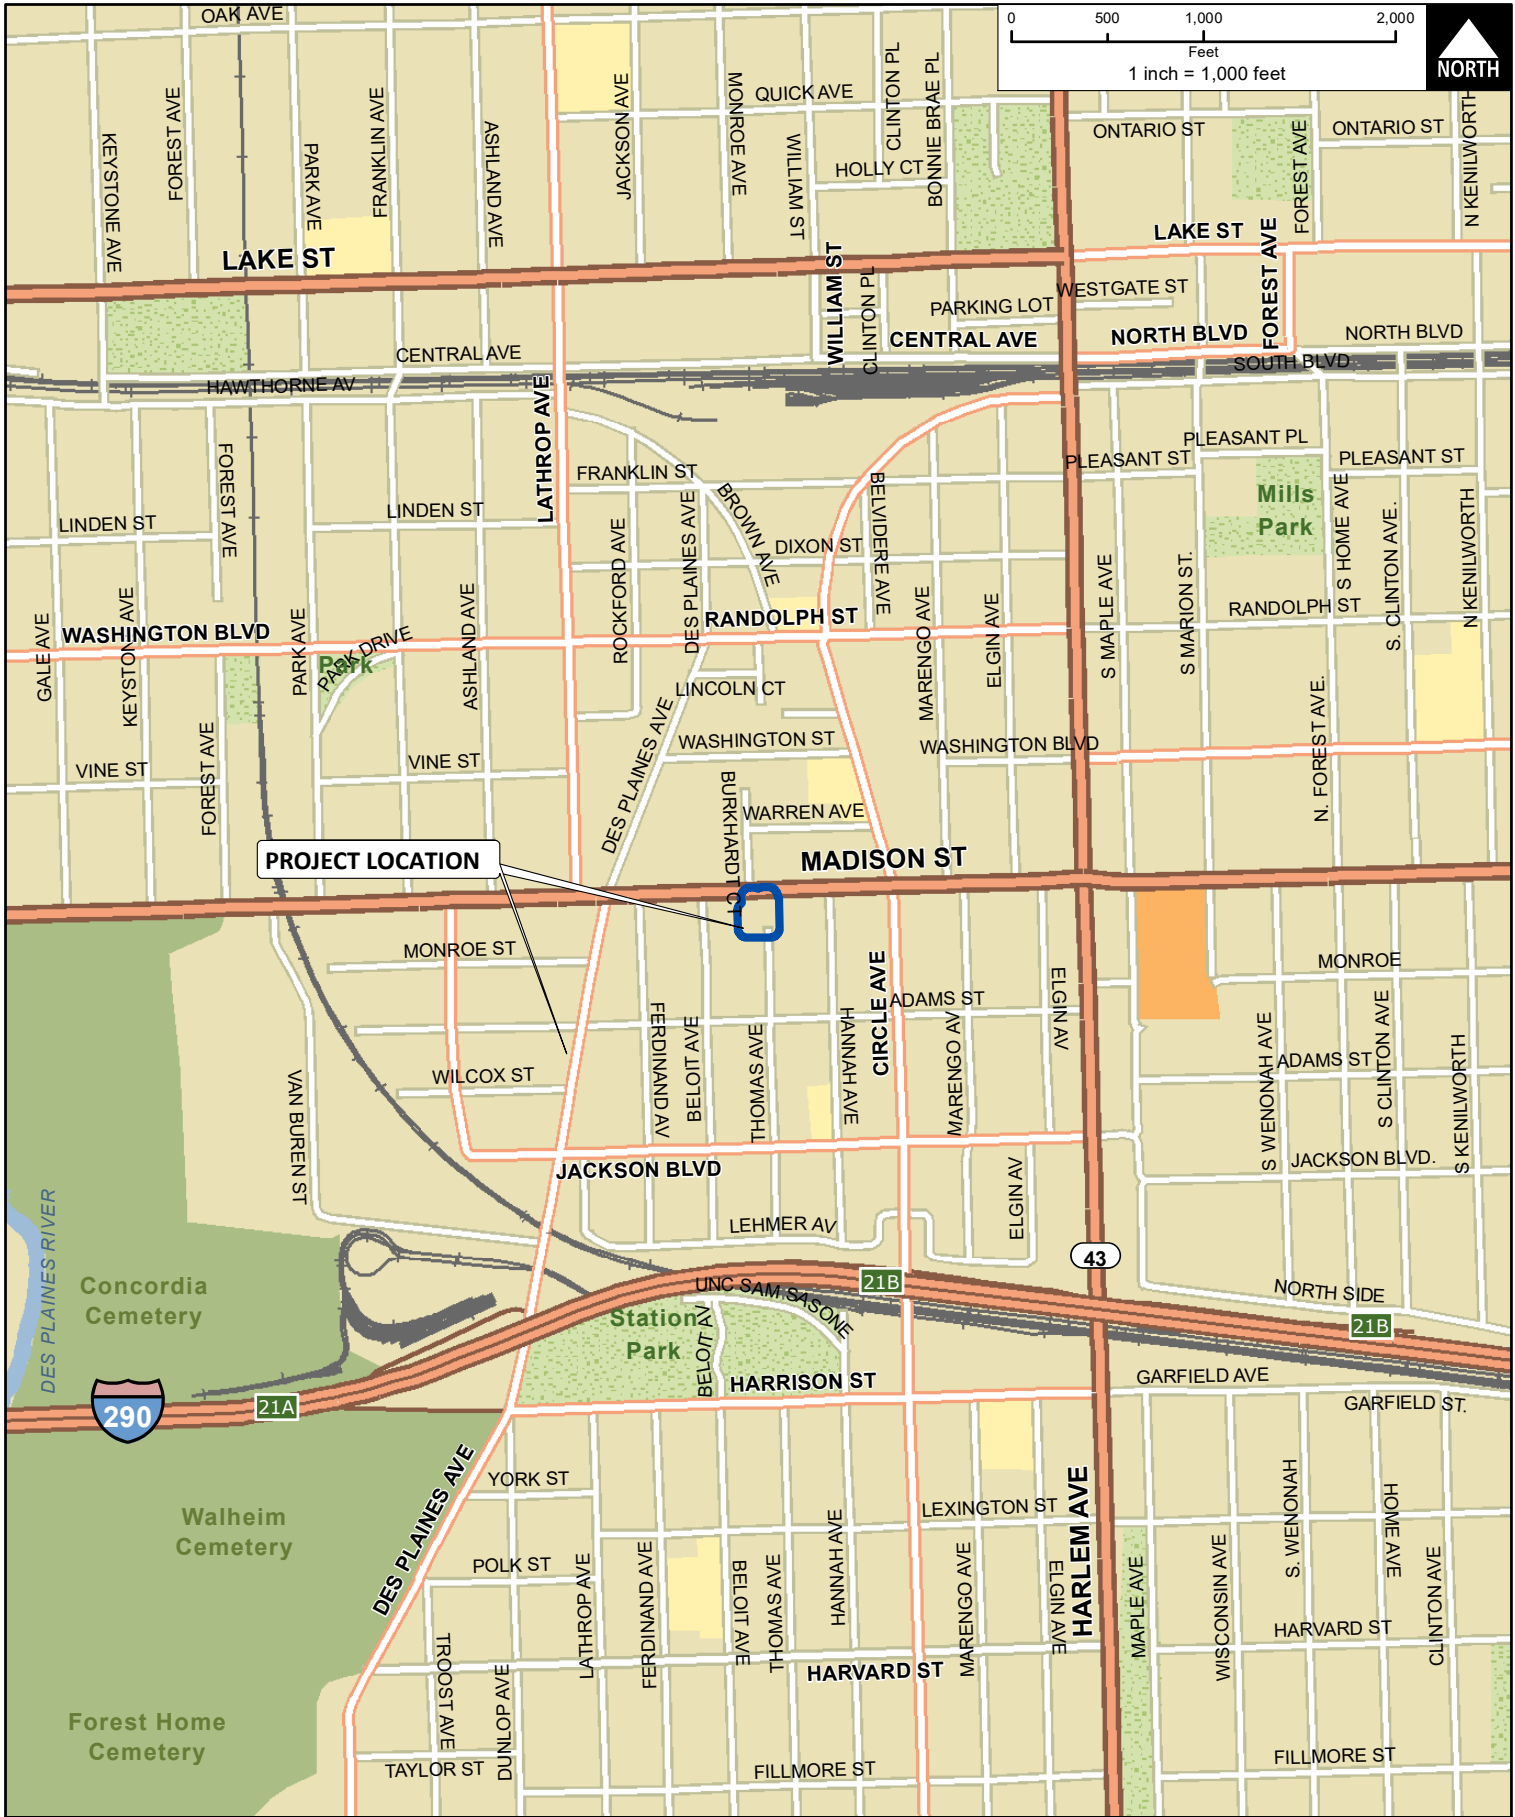 OAK AVE
0 500 1,000 2,000
Feet
1 inch = 1,000 feet
NORTH
KEYSTONE AVE
FOREST AVE
PARK AVE
FRANKLIN AVE
ASHLAND AVE
JACKSON AVE
MONROE AVE
QUICK AVE
WILLIAM ST
CLINTON PL
BONNIE BRAE PL
HOLLY CT
ONTARIO ST
FOREST AVE
ONTARIO ST
N KENILWORTH
LAKE ST
LAKE ST
WILLIAM ST
CLINTON PL
PARKING LOT
WESTGATE ST
FOREST AVE
CENTRAL AVE
CENTRAL AVE
NORTH BLVD
NORTH BLVD
SOUTH BLVD
HAWTHORNE AV
LATHROP AVE
FRANKLIN ST
PLEASANT PL
PLEASANT ST
PLEASANT ST
FOREST AVE
LINDEN ST
LINDEN ST
ROCKFORD AVE
DES PLAINES AVE
BROWN AVE
DIXON ST
BELVIDERE AVE
Mills
Park
S HOME AVE
S. CLINTON AVE.
N KENILWORTH
GALE AVE
KEYSTON AVE
WASHINGTON BLVD
PARK AVE
PARK DRIVE
Park
ASHLAND AVE
RANDOLPH ST
MARENGO AVE
ELGIN AVE
S MAPLE AVE
S MARION ST.
RANDOLPH ST
LINCOLN CT
DES PLAINES AVE
WASHINGTON ST
WASHINGTON BLVD
N. FOREST AVE.
VINE ST
FOREST AVE
VINE ST
BURKHARDT CT
WARREN AVE
PROJECT LOCATION
MADISON ST
MONROE ST
MONROE
CIRCLE AVE
ADAMS ST
ELGIN AV
FERDINAND AV
BELOIT AVE
THOMAS AVE
HANNAH AVE
MARENGO AV
VAN BUREN ST
WILCOX ST
S WENONAH AVE
ADAMS ST
S CLINTON AVE
S KENILWORTH
JACKSON BLVD
JACKSON BLVD.
ELGIN AV
LEHMER AV
DES PLAINES RIVER
Concordia
Cemetery
43
21B
UNC SAM SASONE
NORTH SIDE
21B
Station
Park
BELOIT AV
HARRISON ST
GARFIELD AVE
GARFIELD ST.
290
21A
DES PLAINES AVE
YORK ST
LEXINGTON ST
HARLEM AVE
S. WENONAH
HOME AVE
Walheim
Cemetery
POLK ST
LATHROP AVE
FERDINAND AVE
BELOIT AVE
THOMAS AVE
HANNAH AVE
MARENGO AVE
ELGIN AVE
MAPLE AVE
WISCONSIN AVE
CLINTON AVE
HARVARD ST
HARVARD ST
TROOST AVE
DUNLOP AVE
Forest Home
Cemetery
TAYLOR ST
FILLMORE ST
FILLMORE ST